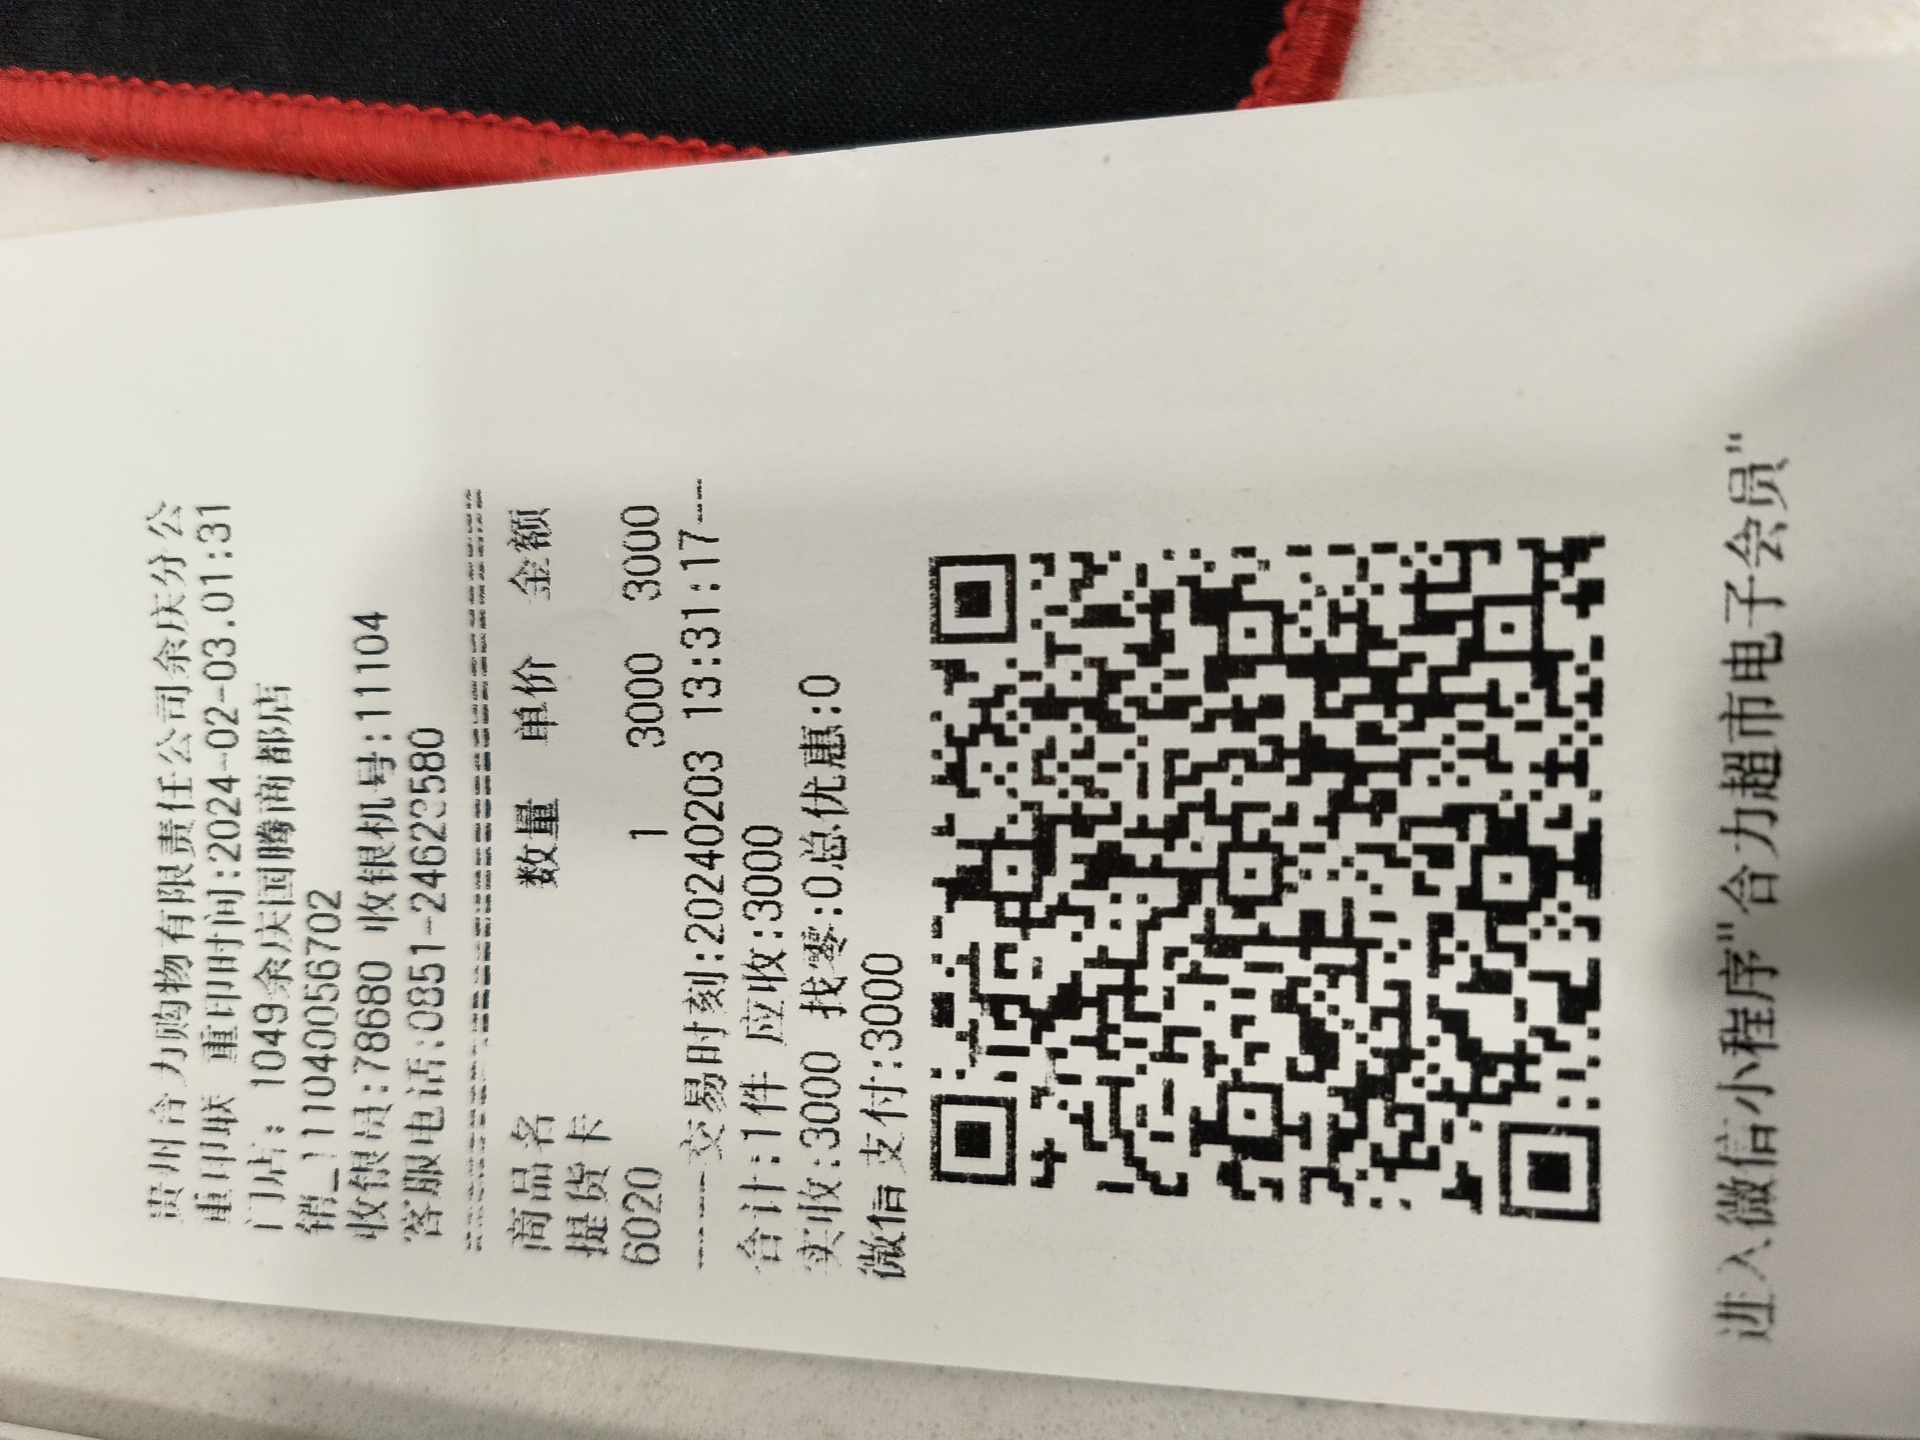 贵州合力购物有限责任公司余庆分公
重印联 重印时间:2024-02-03.01:31
门店: 1049余庆国腾商都店
销_111040056702
收银员:78680 收银机号:11104
客服电话:0851-24623580
商品名 数量 单价 金额
提货卡
6020 1 3000 3000
----交易时刻:20240203 13:31:17---
合计:1件 应收:3000
实收:3000 找零:0总优惠:0
微信支付:3000
进入微信小程序"合力超市电子会员"